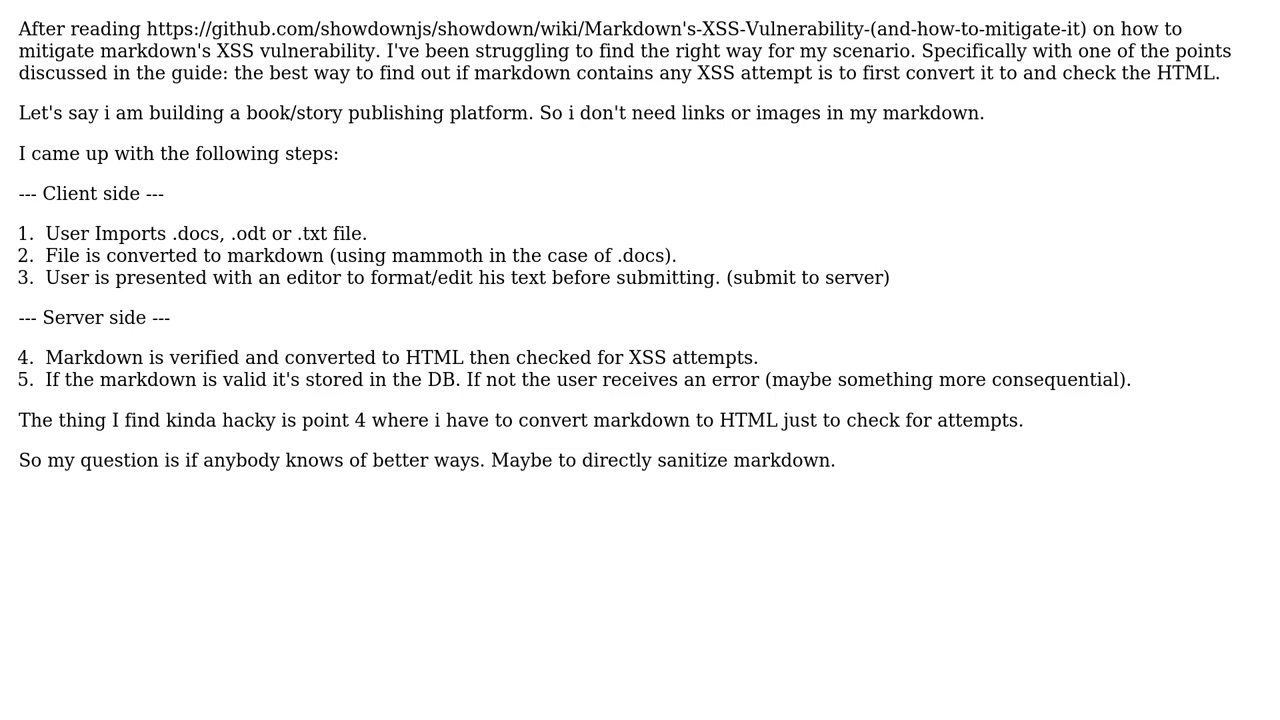 After reading https://github.com/showdownjs/showdown/wiki/Markdown's-XSS-Vulnerability-(and-how-to-mitigate-it) on how to
mitigate markdown's XSS vulnerability. I've been struggling to find the right way for my scenario. Specifically with one of the points
discussed in the guide: the best way to find out if markdown contains any XSS attempt is to first convert it to and check the HTML.
Let's say i am building a book/story publishing platform. So i don't need links or images in my markdown.
I came up with the following steps:
--- Client side ---
1. User Imports .docs, .odt or .txt file.
2. File is converted to markdown (using mammoth in the case of .docs).
3. User is presented with an editor to format/edit his text before submitting. (submit to server)
--- Server side ---
4. Markdown is verified and converted to HTML then checked for XSS attempts.
5. If the markdown is valid it's stored in the DB. If not the user receives an error (maybe something more consequential).
The thing I find kinda hacky is point 4 where i have to convert markdown to HTML just to check for attempts.
So my question is if anybody knows of better ways. Maybe to directly sanitize markdown.